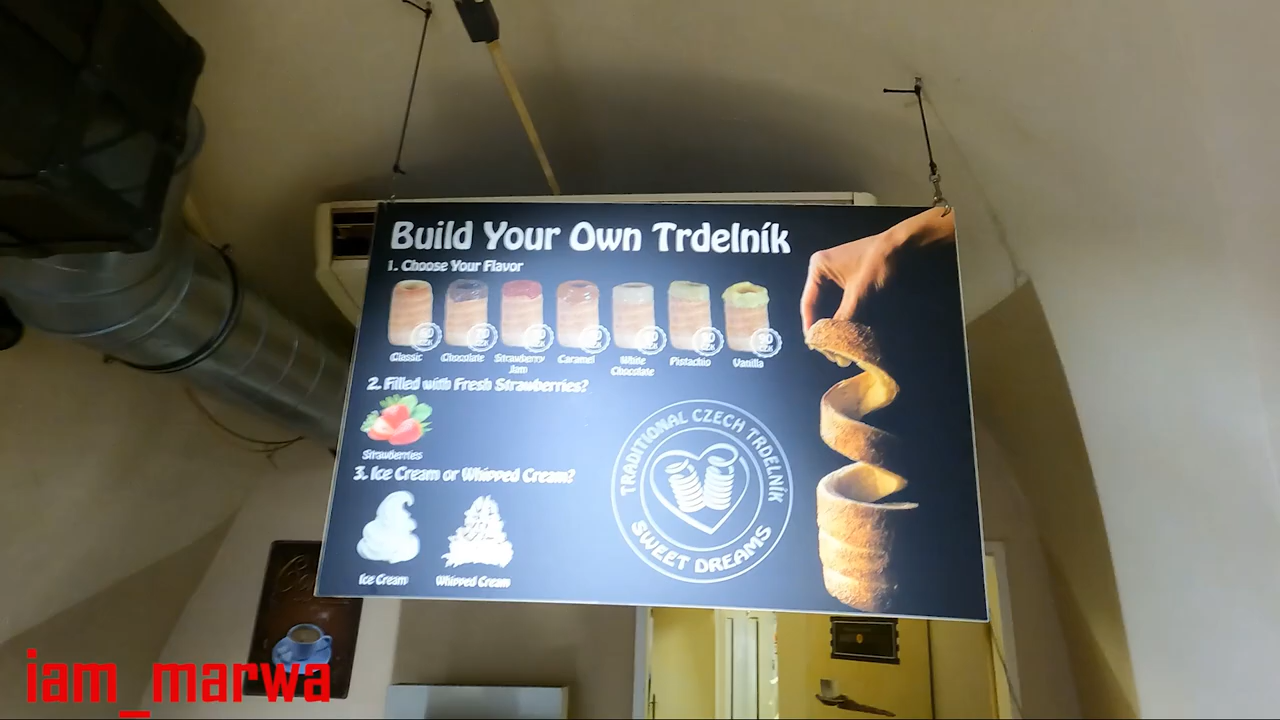 Build Your Own Trdelník
1. Choose Your Flavor
Classic
Chocolate
Strawberry
Jam
Caramel
White
Chocolate
Pistachio
Vanilla
2. Filled with Fresh Strawberries?
Strawberries
3. Ice Cream or Whipped Cream?
Ice Cream
Whipped Cream
TRADITIONAL CZECH TRDELNÍK
SWEET DREAMS
iam_marwa